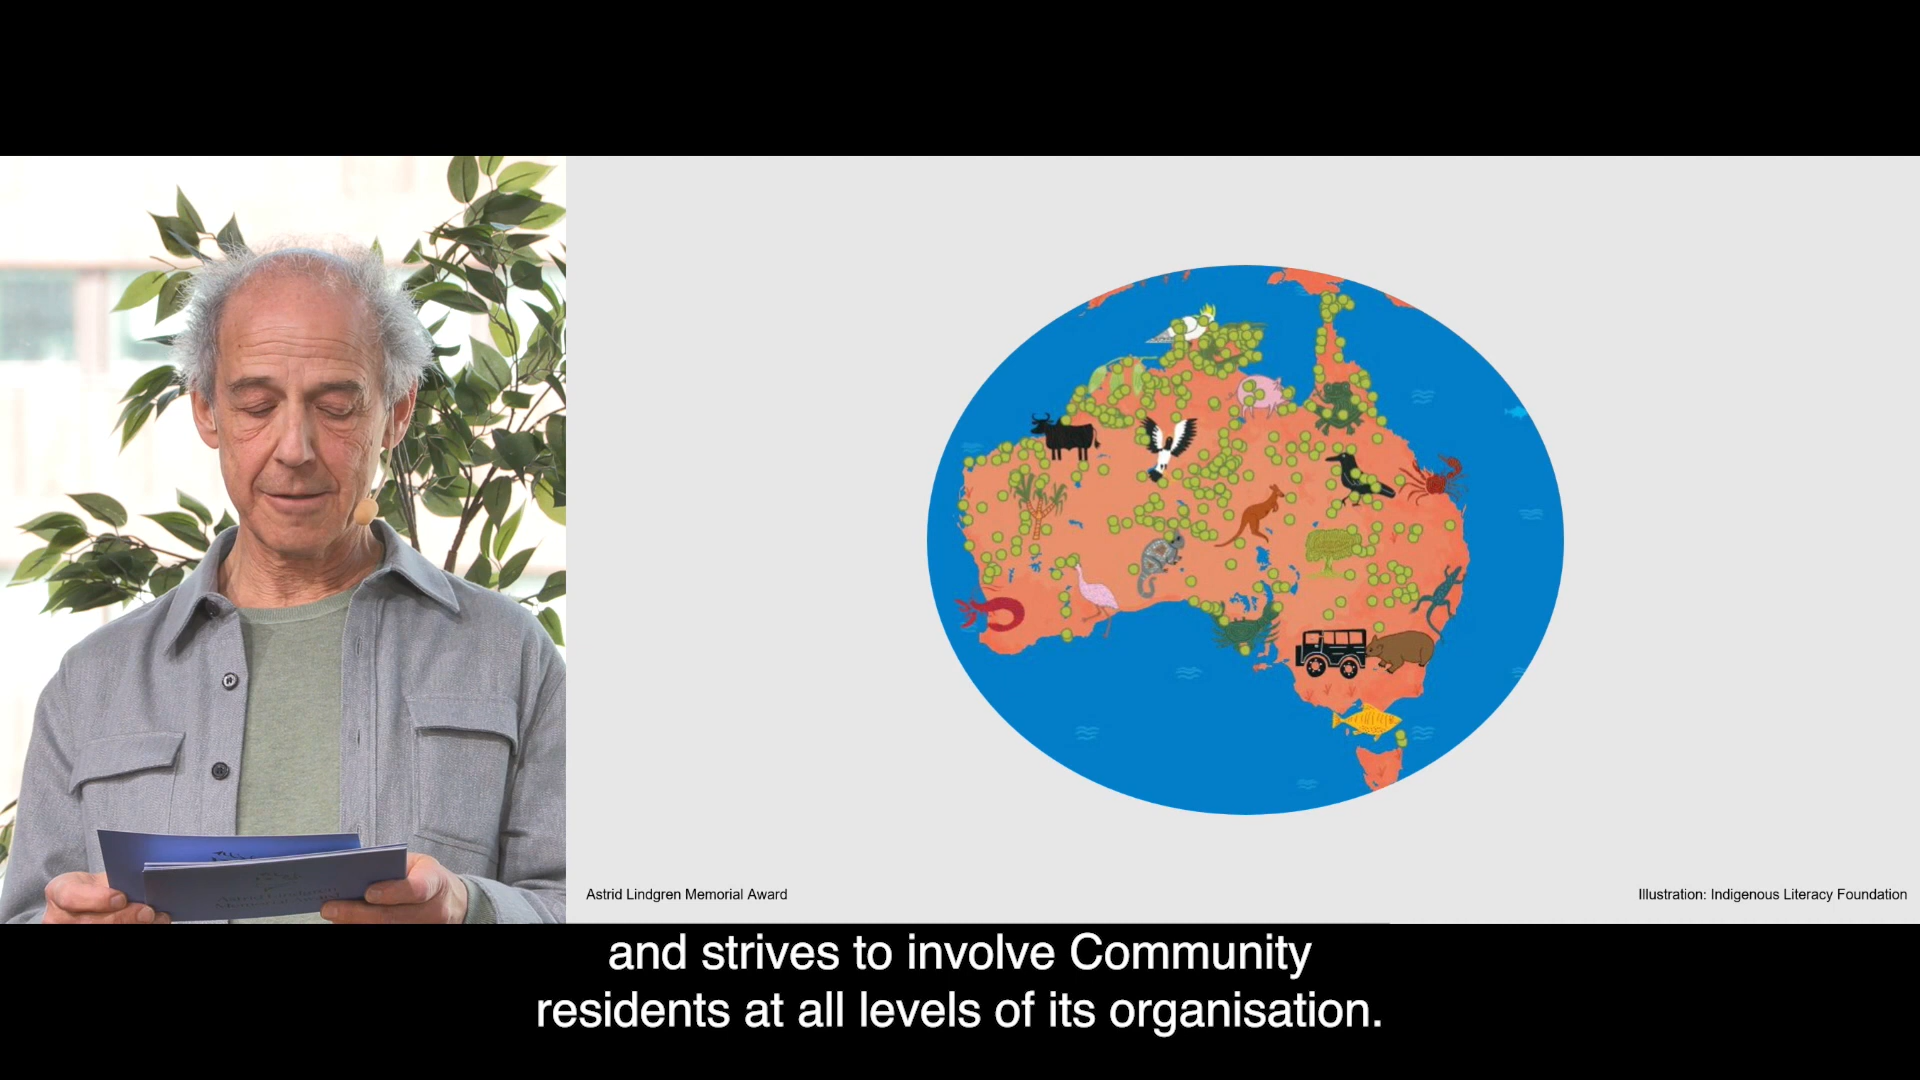 Astrid Lindgren Memorial Award
Illustration: Indigenous Literacy Foundation
and strives to involve Community
residents at all levels of its organisation.